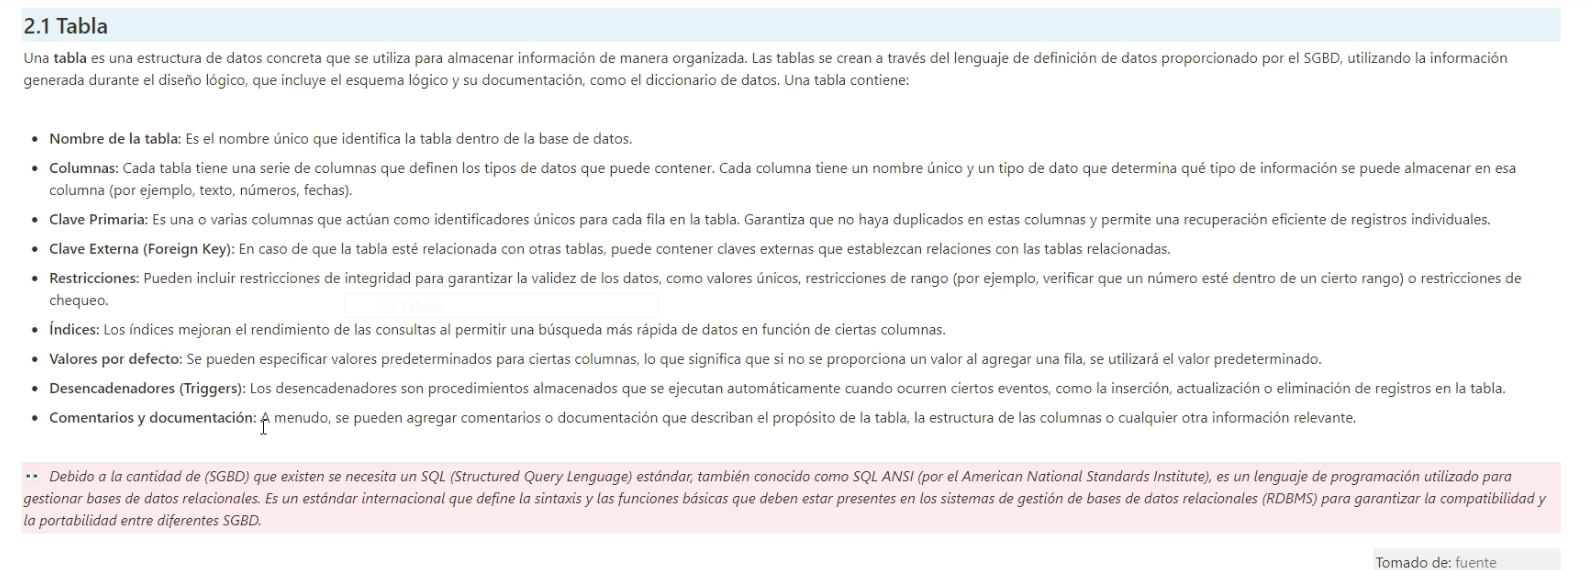 2.1 Tabla
Una tabla es una estructura de datos concreta que se utiliza para almacenar información de manera organizada. Las tablas se crean a través del lenguaje de definición de datos proporcionado por el SGBD, utilizando la información
generada durante el diseño lógico, que incluye el esquema lógico y su documentación, como el diccionario de datos. Una tabla contiene:
• Nombre de la tabla: Es el nombre único que identifica la tabla dentro de la base de datos.
• Columnas: Cada tabla tiene una serie de columnas que definen los tipos de datos que puede contener. Cada columna tiene un nombre único y un tipo de dato que determina qué tipo de información se puede almacenar en esa
columna (por ejemplo, texto, números, fechas).
• Clave Primaria: Es una o varias columnas que actúan como identificadores únicos para cada fila en la tabla. Garantiza que no haya duplicados en estas columnas y permite una recuperación eficiente de registros individuales.
• Clave Externa (Foreign Key): En caso de que la tabla esté relacionada con otras tablas, puede contener claves externas que establezcan relaciones con las tablas relacionadas.
• Restricciones: Pueden incluir restricciones de integridad para garantizar la validez de los datos, como valores únicos, restricciones de rango (por ejemplo, verificar que un número esté dentro de un cierto rango) o restricciones de
chequeo.
Tables
• Índices: Los índices mejoran el rendimiento de las consultas al permitir una búsqueda más rápida de datos en función de ciertas columnas.
• Valores por defecto: Se pueden especificar valores predeterminados para ciertas columnas, lo que significa que si no se proporciona un valor al agregar una fila, se utilizará el valor predeterminado.
• Desencadenadores (Triggers): Los desencadenadores son procedimientos almacenados que se ejecutan automáticamente cuando ocurren ciertos eventos, como la inserción, actualización o eliminación de registros en la tabla.
• Comentarios y documentación: A menudo, se pueden agregar comentarios o documentación que describan el propósito de la tabla, la estructura de las columnas o cualquier otra información relevante.
Debido a la cantidad de (SGBD) que existen se necesita un SQL (Structured Query Lenguage) estándar, también conocido como SQL ANSI (por el American National Standards Institute), es un lenguaje de programación utilizado para
gestionar bases de datos relacionales. Es un estándar internacional que define la sintaxis y las funciones básicas que deben estar presentes en los sistemas de gestión de bases de datos relacionales (RDBMS) para garantizar la compatibilidad y
la portabilidad entre diferentes SGBD.
Tomado de: fuente